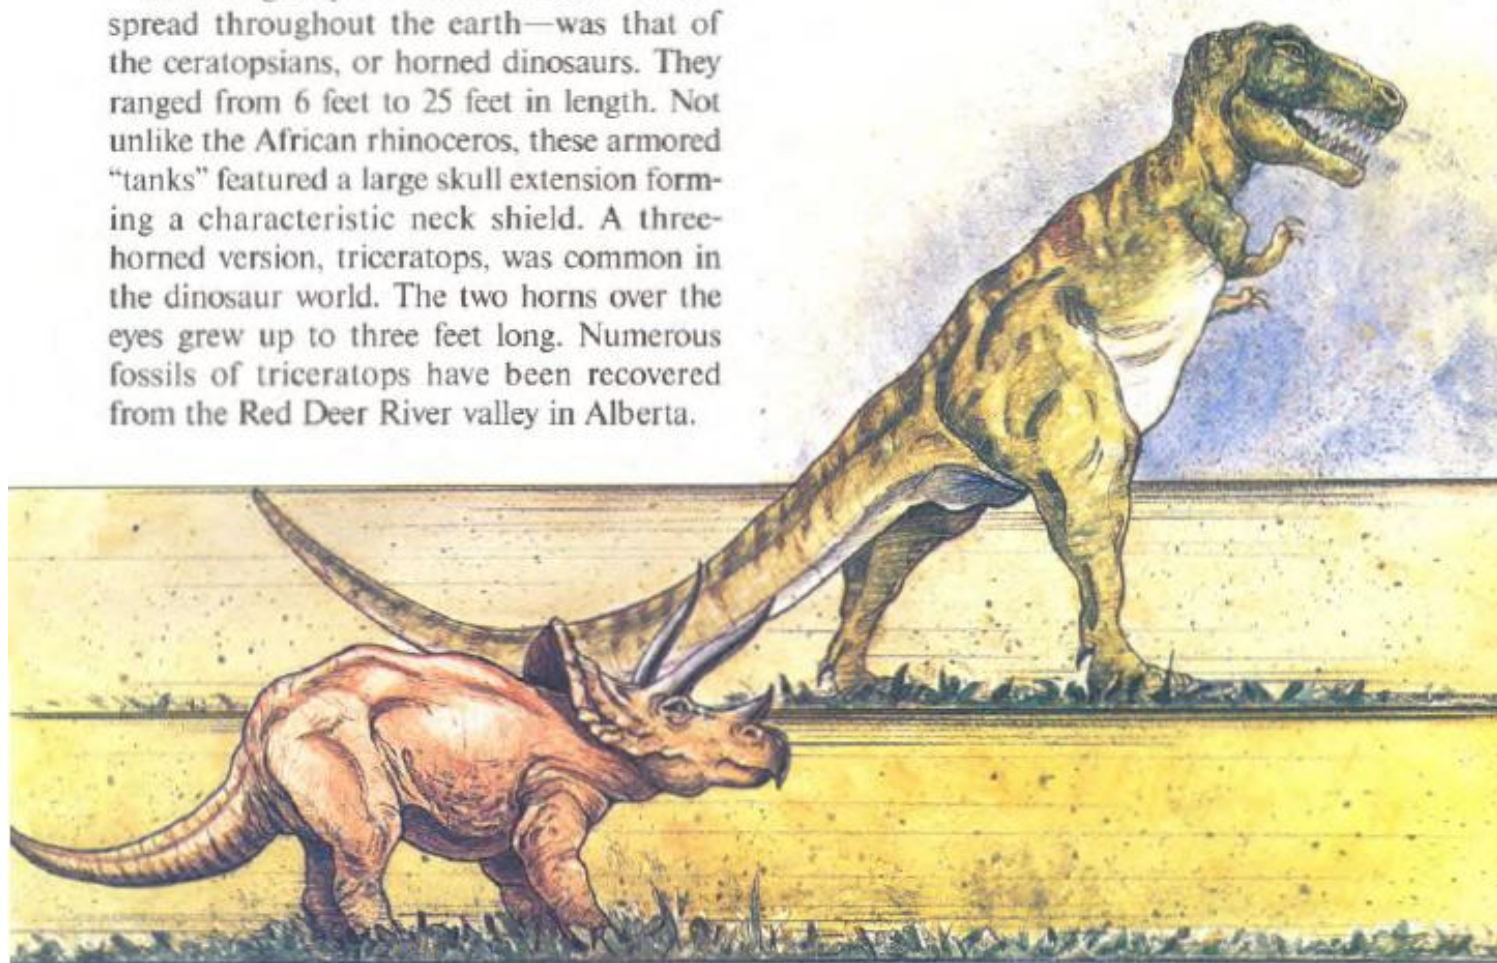 spread throughout the earth—was that of
the ceratopsians, or horned dinosaurs. They
ranged from 6 feet to 25 feet in length. Not
unlike the African rhinoceros, these armored
“tanks” featured a large skull extension form-
ing a characteristic neck shield. A three-
horned version, triceratops, was common in
the dinosaur world. The two horns over the
eyes grew up to three feet long. Numerous
fossils of triceratops have been recovered
from the Red Deer River valley in Alberta.